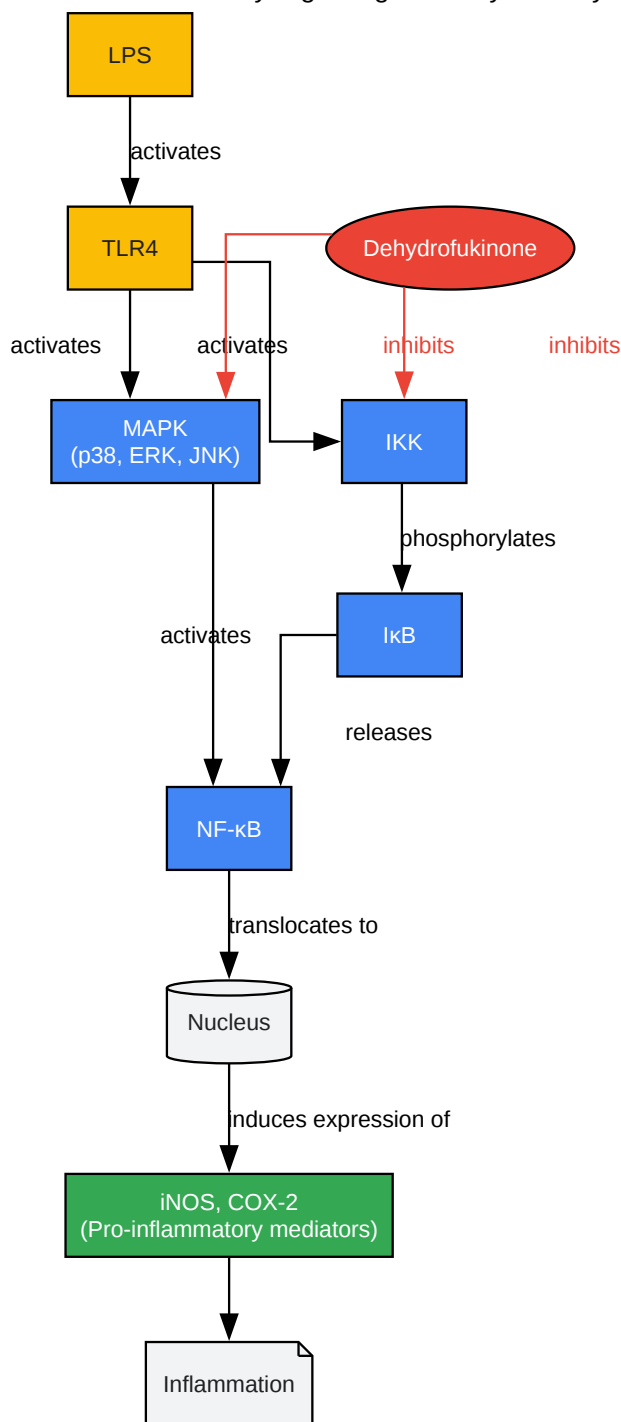 LPS
activates
TLR4
Dehydrofukinone
activates
activates
inhibits
inhibits
MAPK
(p38, ERK, JNK)
IKK
phosphorylates
IκB
activates
releases
NF-κB
translocates to
Nucleus
induces expression of
iNOS, COX-2
(Pro-inflammatory mediators)
Inflammation